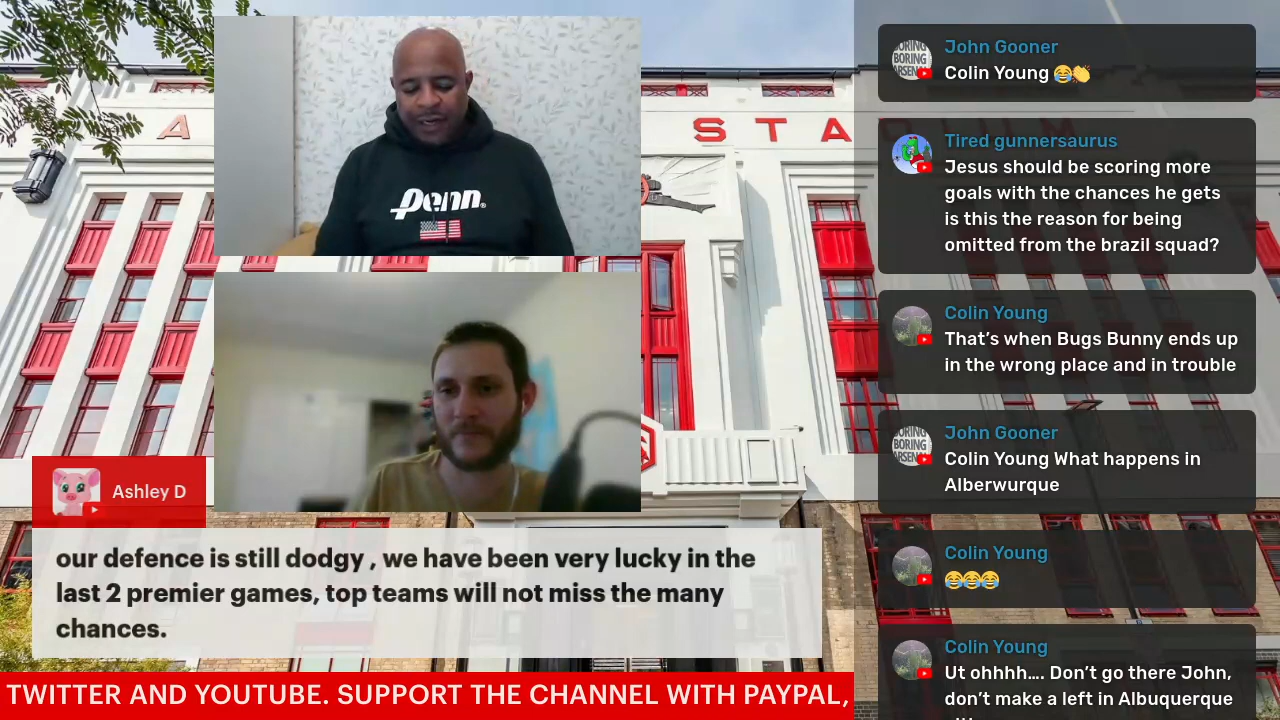 A
STA
Penn®
John Gooner
Colin Young 😂👏
Tired gunnersaurus
Jesus should be scoring more
goals with the chances he gets
is this the reason for being
omitted from the brazil squad?
Colin Young
That's when Bugs Bunny ends up
in the wrong place and in trouble
John Gooner
Colin Young What happens in
Alberwurque
Colin Young
😂😂😂
Colin Young
Ut ohhhh.... Don't go there John,
don't make a left in Albuquerque
Ashley D
our defence is still dodgy , we have been very lucky in the
last 2 premier games, top teams will not miss the many
chances.
TWITTER AND YOUTUBE. SUPPORT THE CHANNEL WITH PAYPAL,